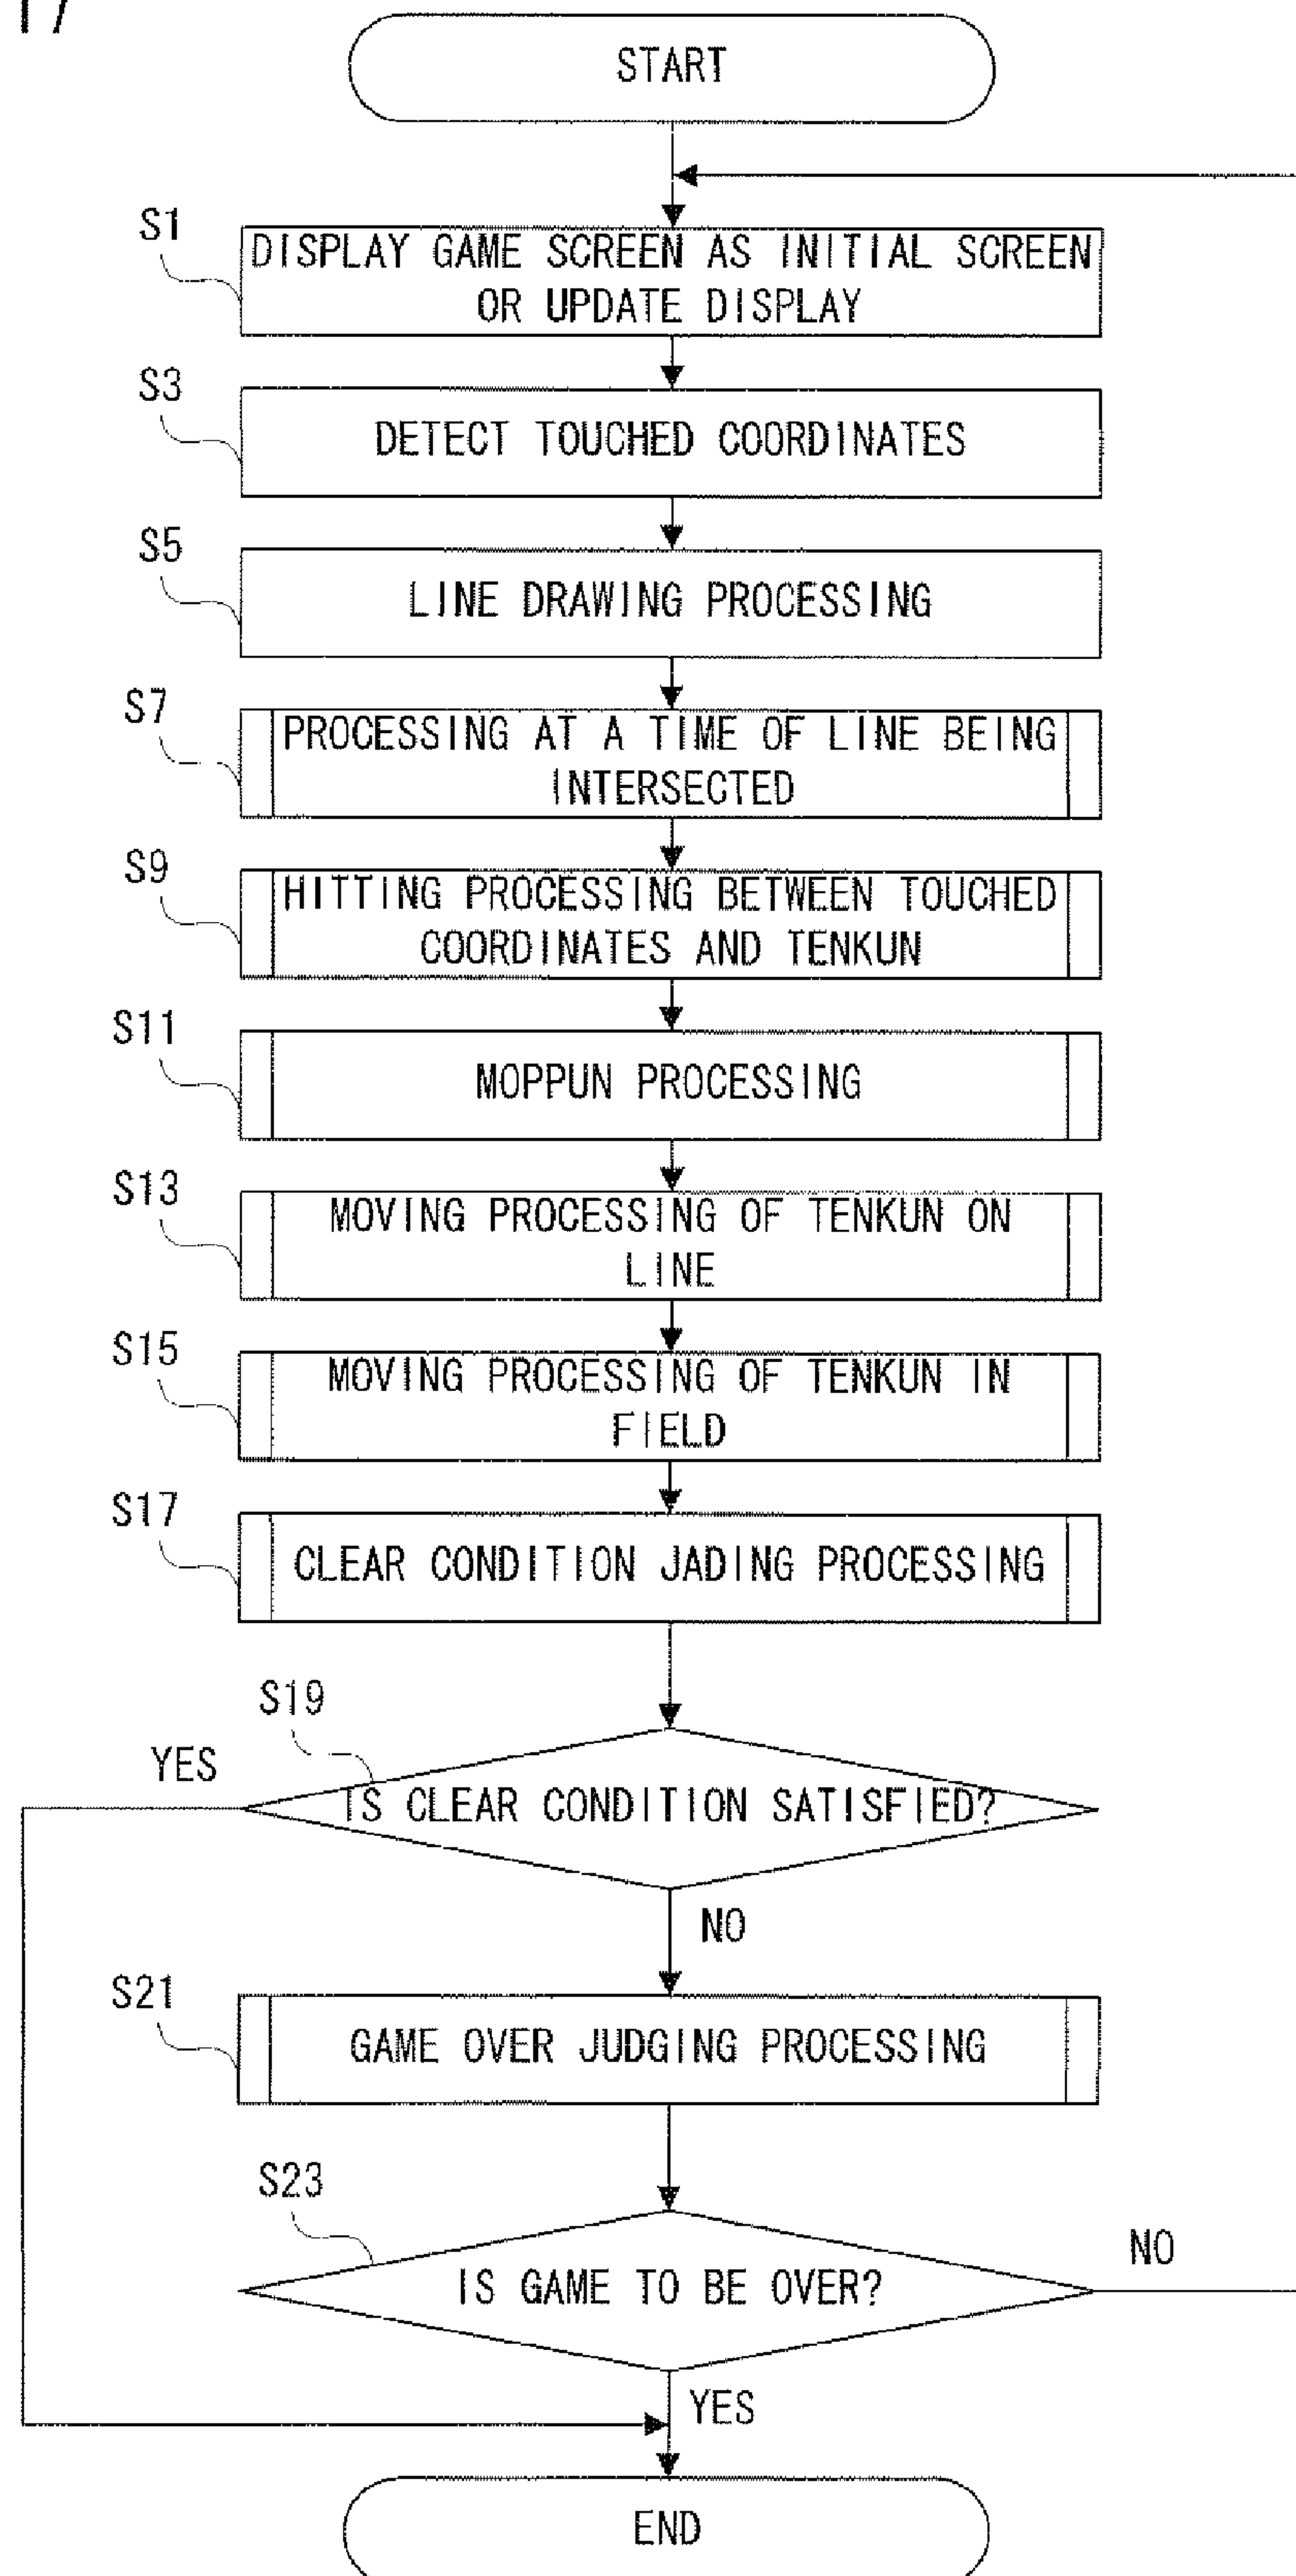 17
START
S1
DISPLAY GAME SCREEN AS INITIAL SCREEN
OR UPDATE DISPLAY
S3
DETECT TOUCHED COORDINATES
S5
LINE DRAWING PROCESSING
S7
PROCESSING AT A TIME OF LINE BEING
INTERSECTED
S9
HITTING PROCESSING BETWEEN TOUCHED
COORDINATES AND TENKUN
S11
MOPPUN PROCESSING
S13
MOVING PROCESSING OF TENKUN ON
LINE
S15
MOVING PROCESSING OF TENKUN IN
FIELD
S17
CLEAR CONDITION JADING PROCESSING
S19
YES
IS CLEAR CONDITION SATISFIED?
NO
S21
GAME OVER JUDGING PROCESSING
S23
NO
IS GAME TO BE OVER?
YES
END